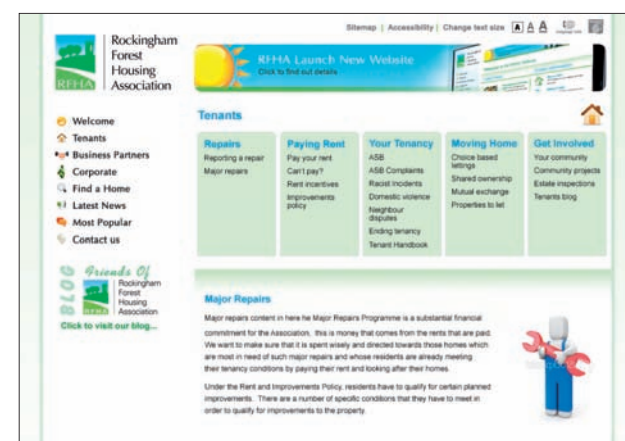 Sitemap | Accessibility | Change text size A A A
Rockingham
Forest
Housing
Association
RFHA
RFHA Launch New Website
Click to find out details
Welcome
Tenants
Business Partners
Corporate
Find a Home
Latest News
Most Popular
Contact us
Friends Of
Rockingham
Forest
Housing
Association
RFHA
Click to visit our blog...
Tenants
Repairs
Reporting a repair
Major repairs
Paying Rent
Pay your rent
Can't pay?
Rent incentives
Improvements
policy
Your Tenancy
ASB
ASB Complaints
Racist Incidents
Domestic violence
Neighbour
disputes
Ending tenancy
Tenant Handbook
Moving Home
Choice based
lettings
Shared ownership
Mutual exchange
Properties to let
Get Involved
Your community
Community projects
Estate inspections
Tenants blog
Major Repairs
Major repairs content in here he Major Repairs Programme is a substantial financial
commitment for the Association, this is money that comes from the rents that are paid.
We want to make sure that it is spent wisely and directed towards those homes which
are most in need of such major repairs and whose residents are already meeting
their tenancy conditions by paying their rent and looking after their homes.
Under the Rent and Improvements Policy, residents have to qualify for certain planned
improvements. There are a number of specific conditions that they have to meet in
order to qualify for improvements to the property.